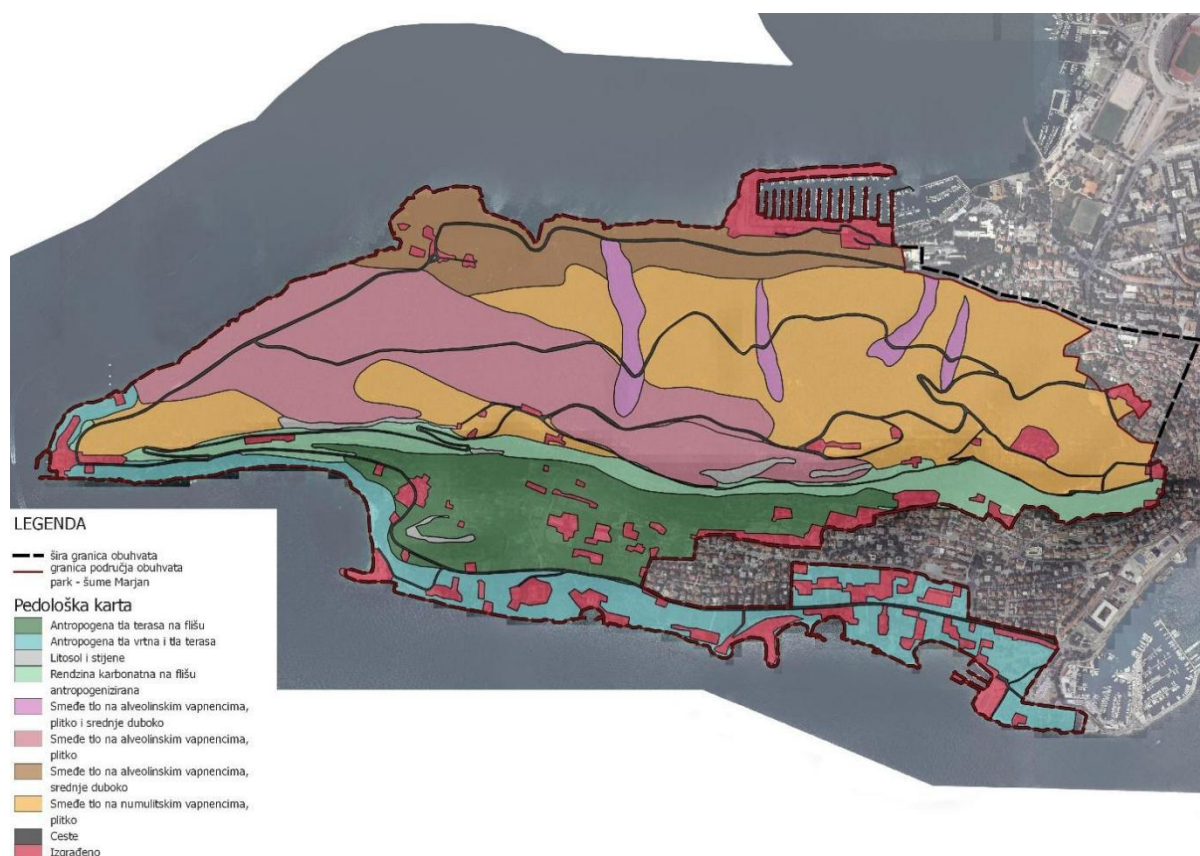 LEGENDA
šira granica obuhvata
granica područja obuhvata
park - šume Marjan
Pedološka karta
Antropogena tla terasa na flišu
Antropogena tla vrtna i tla terasa
Litosol i stijene
Rendzina karbonatna na flišu
antropogenizirana
Smeđe tlo na alveolinskim vapnencima,
plitko i srednje duboko
Smeđe tlo na alveolinskim vapnencima,
plitko
Smeđe tlo na alveolinskim vapnencima,
srednje duboko
Smeđe tlo na numulitskim vapnencima,
plitko
Ceste
Izgrađeno